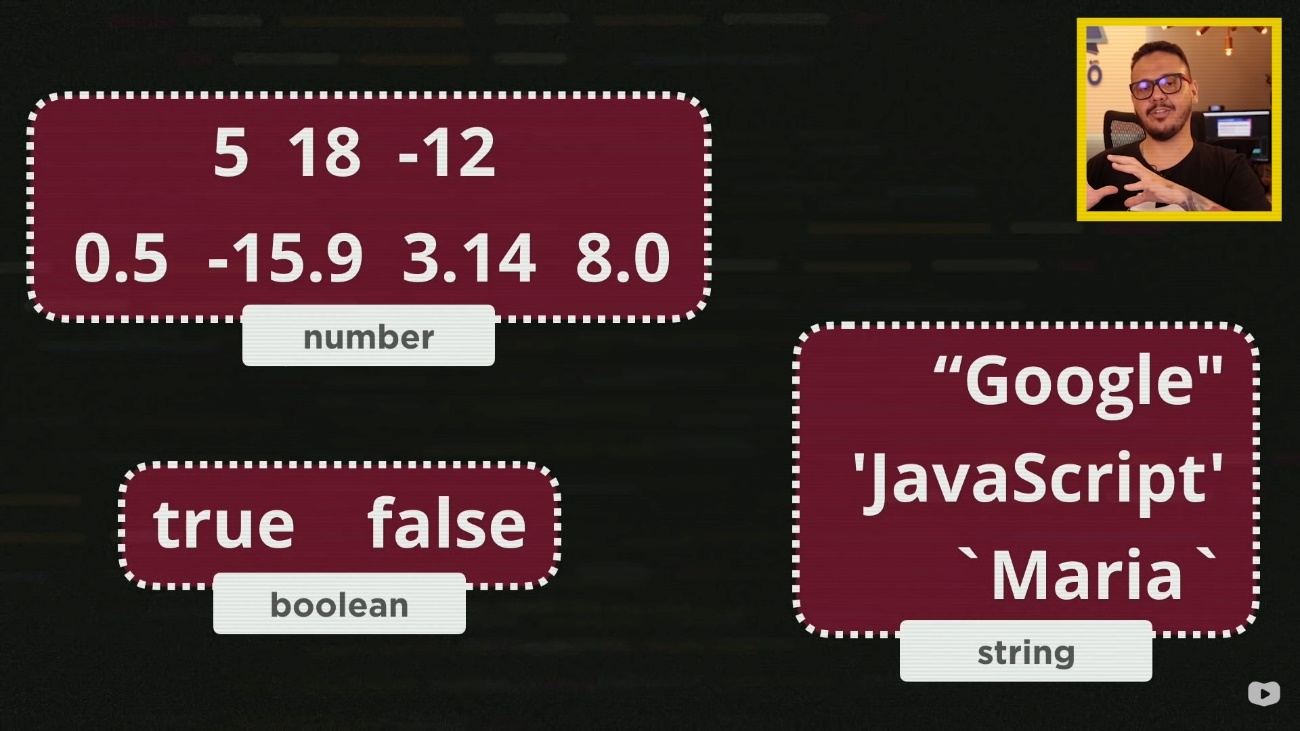 5 18 -12
0.5 -15.9 3.14 8.0
number
true false
boolean
“Google"
'JavaScript'
`Maria`
string